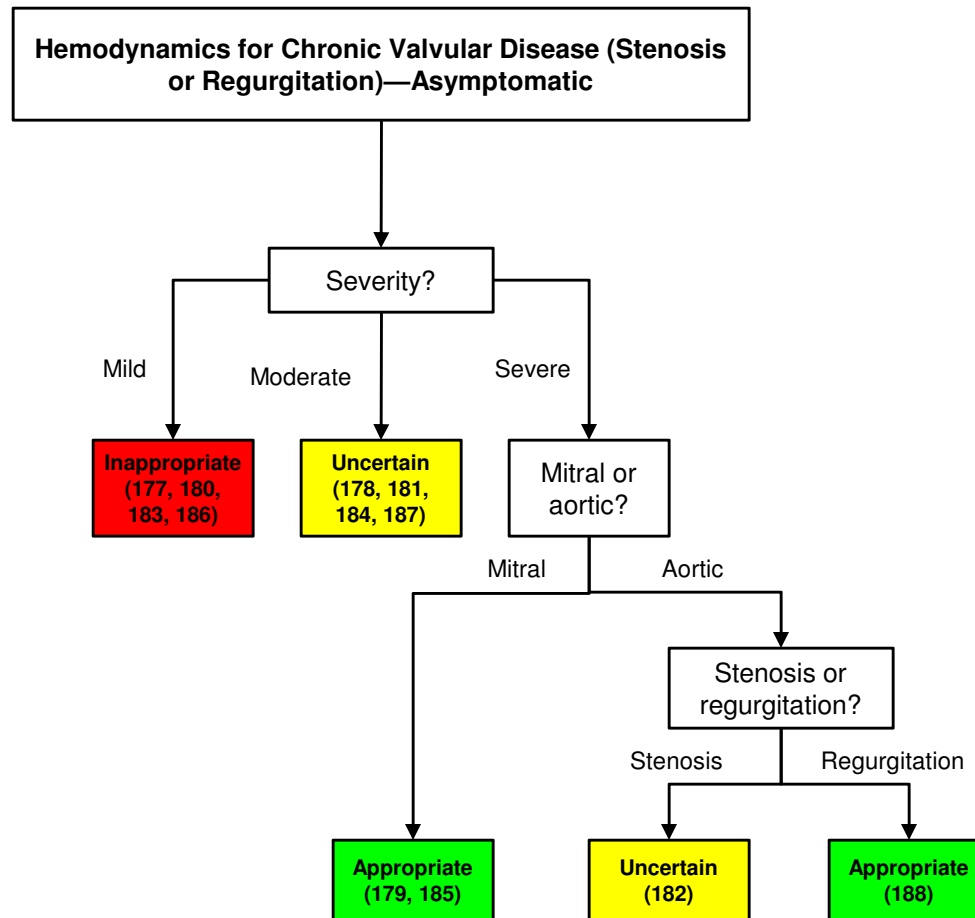 Hemodynamics for Chronic Valvular Disease (Stenosis
or Regurgitation)—Asymptomatic
Severity?
Mild
Moderate
Severe
Inappropriate
(177, 180,
183, 186)
Uncertain
(178, 181,
184, 187)
Mitral or
aortic?
Mitral
Aortic
Stenosis or
regurgitation?
Stenosis
Regurgitation
Appropriate
(179, 185)
Uncertain
(182)
Appropriate
(188)